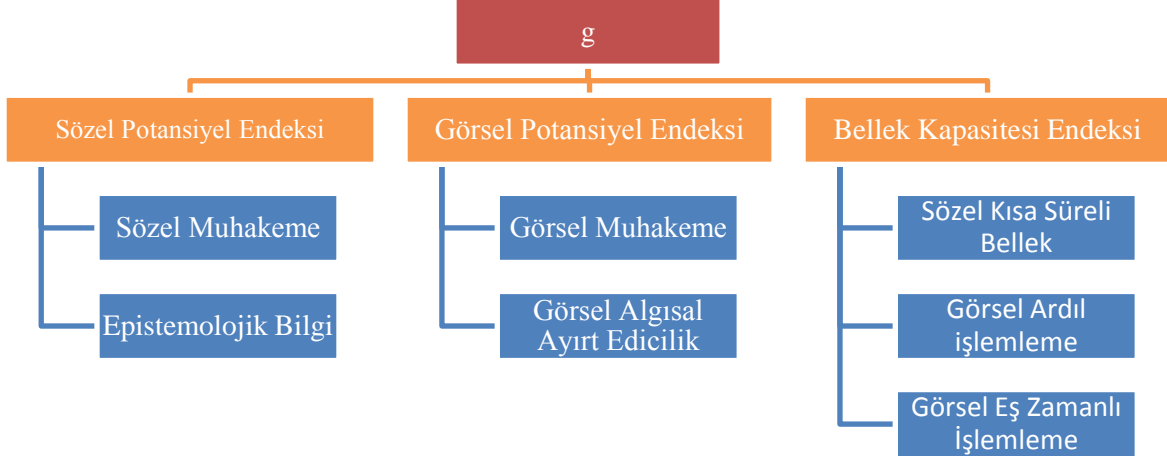 g
Sözel Potansiyel Endeksi
Sözel Muhakeme
Epistemolojik Bilgi
Görsel Potansiyel Endeksi
Görsel Muhakeme
Görsel Algısal
Ayırt Edicilik
Bellek Kapasitesi Endeksi
Sözel Kısa Süreli
Bellek
Görsel Ardıl
işlemleme
Görsel Eş Zamanlı
İşlemleme